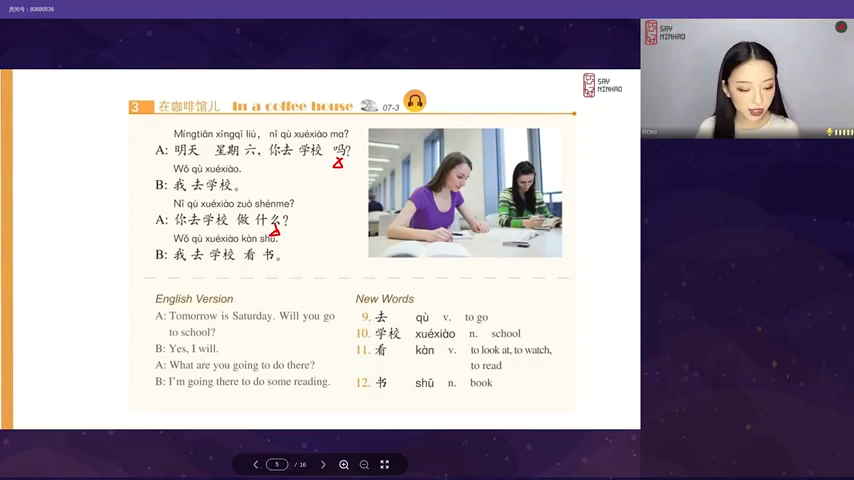 房间号: 80680536
SAY
NINHAO
3 在咖啡馆儿 In a coffee house 07-3
SAY
NINHAO
Míngtiān xīngqī liù, nǐ qù xuéxiào ma?
A: 明天 星期 六, 你去 学校 吗?
Wǒ qù xuéxiào.
B: 我 去学校。
Nǐ qù xuéxiào zuò shénme?
A: 你去学校 做 什么?
Wǒ qù xuéxiào kàn shū.
B: 我 去 学校 看 书。
English Version
A: Tomorrow is Saturday. Will you go
to school?
B: Yes, I will.
A: What are you going to do there?
B: I'm going there to do some reading.
New Words
9. 去 qù v. to go
10. 学校 xuéxiào n. school
11. 看 kàn v. to look at, to watch,
to read
12. 书 shū n. book
5 / 16